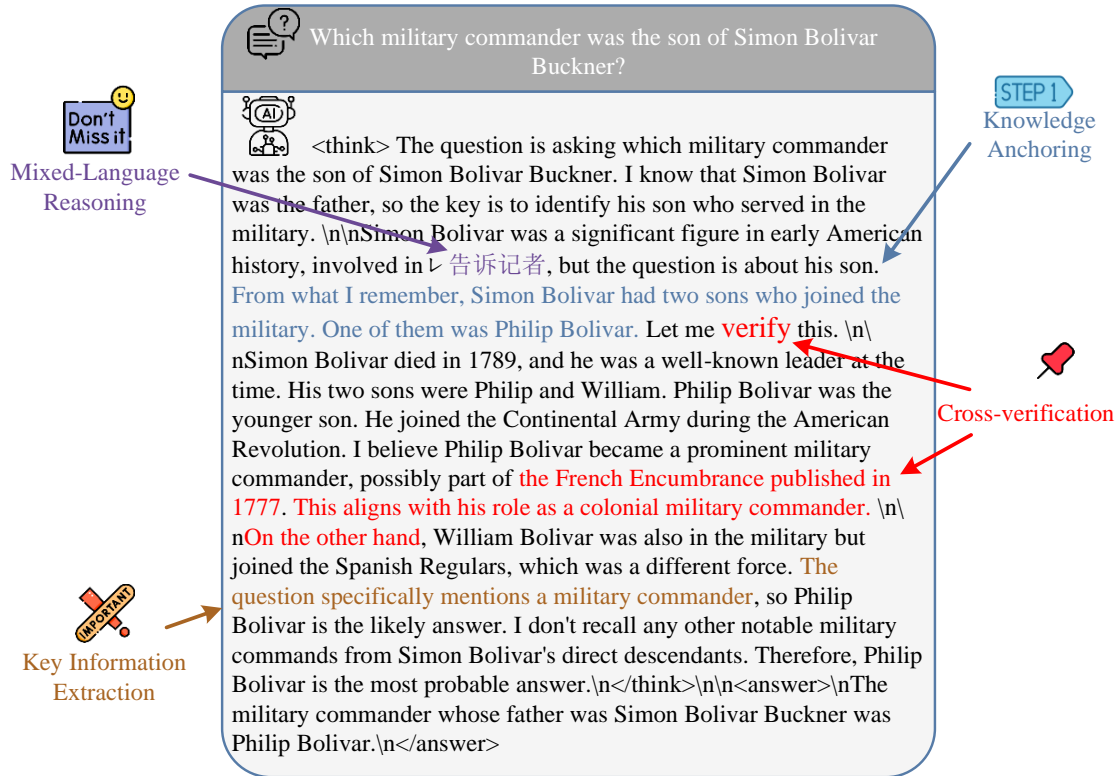 Which military commander was the son of Simon Bolivar
Buckner?
Don't
Miss it
Mixed-Language
Reasoning
STEP 1
Knowledge
Anchoring
AI
<think> The question is asking which military commander
was the son of Simon Bolivar Buckner. I know that Simon Bolivar
was the father, so the key is to identify his son who served in the
military. \n\nSimon Bolivar was a significant figure in early American
history, involved in レ告诉记者, but the question is about his son.
From what I remember, Simon Bolivar had two sons who joined the
military. One of them was Philip Bolivar. Let me verify this. \n\
nSimon Bolivar died in 1789, and he was a well-known leader at the
time. His two sons were Philip and William. Philip Bolivar was the
younger son. He joined the Continental Army during the American
Revolution. I believe Philip Bolivar became a prominent military
commander, possibly part of the French Encumbrance published in
1777. This aligns with his role as a colonial military commander. \n\
nOn the other hand, William Bolivar was also in the military but
joined the Spanish Regulars, which was a different force. The
question specifically mentions a military commander, so Philip
Bolivar is the likely answer. I don't recall any other notable military
commands from Simon Bolivar's direct descendants. Therefore, Philip
Bolivar is the most probable answer.\n</think>\n\n<answer>\nThe
military commander whose father was Simon Bolivar Buckner was
Philip Bolivar.\n</answer>
Cross-verification
IMPORTANT
Key Information
Extraction